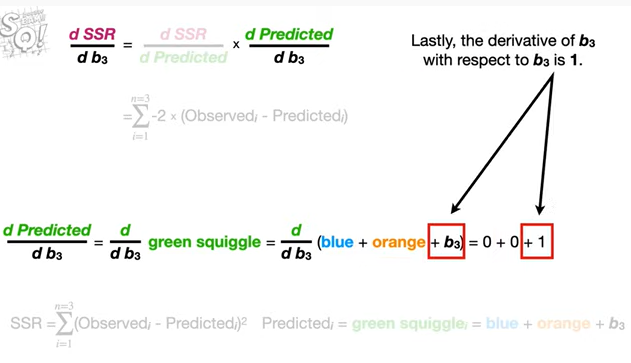 SQ!
d SSR / d b₃ = d SSR / d Predicted × d Predicted / d b₃
Lastly, the derivative of b₃
with respect to b₃ is 1.
= n=3 ∑ i=1 -2 × (Observedᵢ - Predictedᵢ)
d Predicted / d b₃ = d / d b₃ green squiggle = d / d b₃ (blue + orange + b₃) = 0 + 0 + 1
SSR = n=3 ∑ i=1 (Observedᵢ - Predictedᵢ)² Predictedᵢ = green squiggleᵢ = blue + orange + b₃